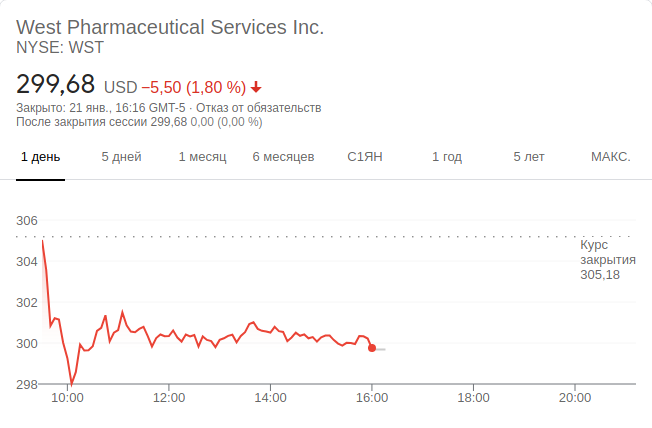 West Pharmaceutical Services Inc.
NYSE: WST
299,68 USD −5,50 (1,80 %)
Закрыто: 21 янв., 16:16 GMT-5 · Отказ от обязательств
После закрытия сессии 299,68 0,00 (0,00 %)
1 день 5 дней 1 месяц 6 месяцев С1ЯН 1 год 5 лет МАКС.
306
Курс
закрытия
305,18
304
302
300
298
10:00 12:00 14:00 16:00 18:00 20:00